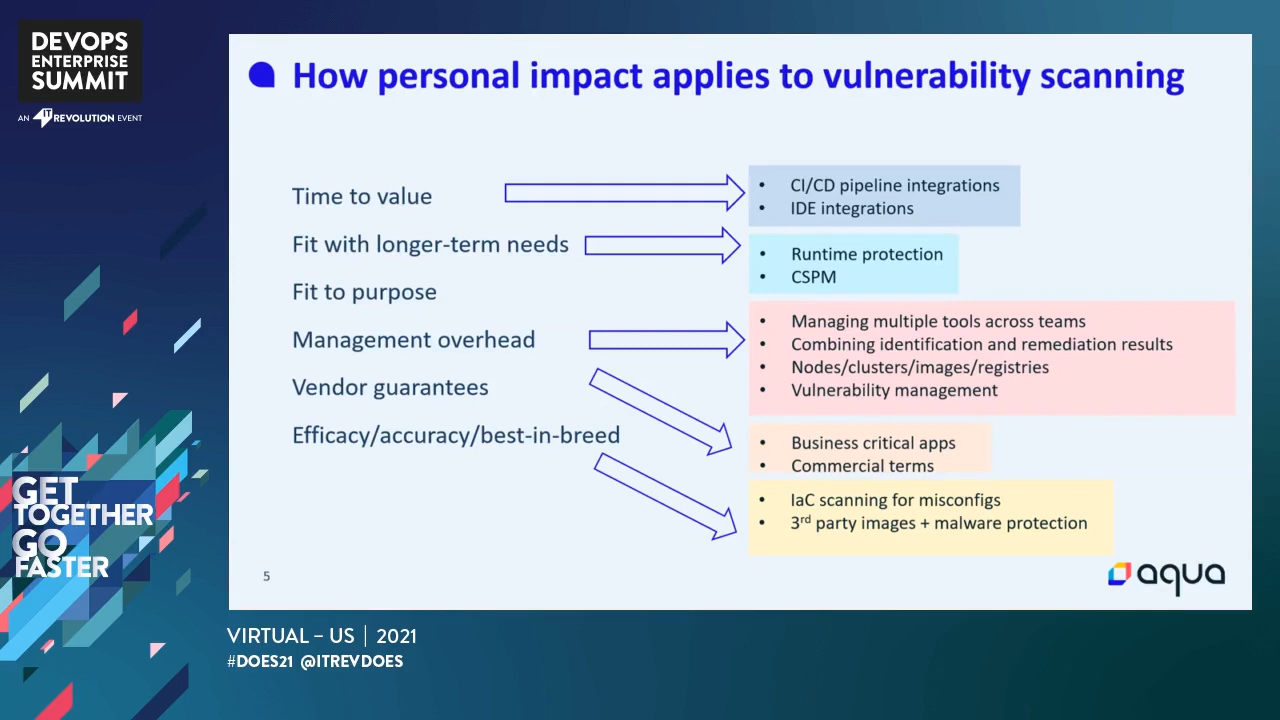 DEVOPS
ENTERPRISE
SUMMIT
AN IT REVOLUTION EVENT
How personal impact applies to vulnerability scanning
Time to value
Fit with longer-term needs
Fit to purpose
Management overhead
Vendor guarantees
Efficacy/accuracy/best-in-breed
• CI/CD pipeline integrations
• IDE integrations
• Runtime protection
• CSPM
• Managing multiple tools across teams
• Combining identification and remediation results
• Nodes/clusters/images/registries
• Vulnerability management
• Business critical apps
• Commercial terms
• IaC scanning for misconfigs
• 3rd party images + malware protection
5
aqua
GET
TOGETHER
GO
FASTER
VIRTUAL – US | 2021
#DOES21 @ITREVDOES